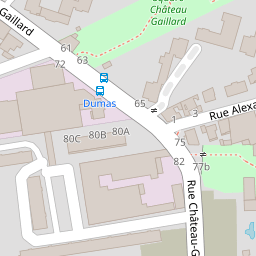 Square
Château
Gaillard
Gaillard
61
72
63
Dumas
65
1
3
Rue Alexa
80C
80B
80A
75
82
77b
Rue Château-G